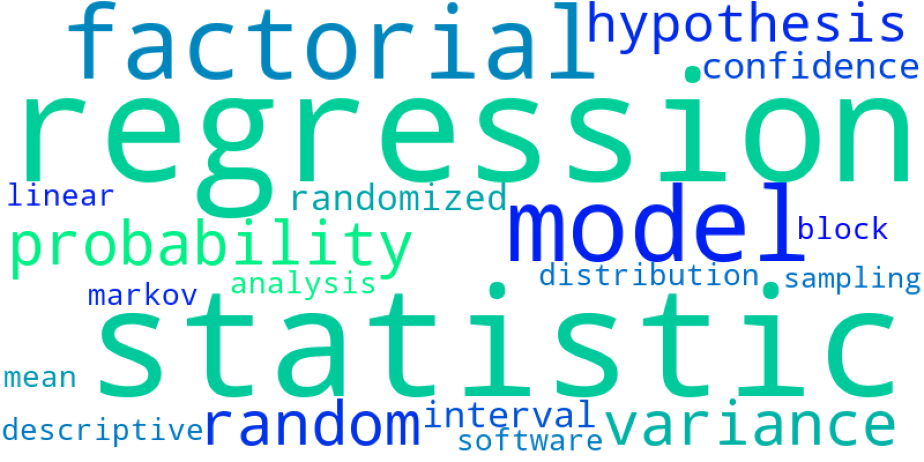 factorial
hypothesis
confidence
regression
linear
randomized
model
probability
block
analysis
distribution
sampling
markov
statistic
mean
descriptive
random
interval
software
variance